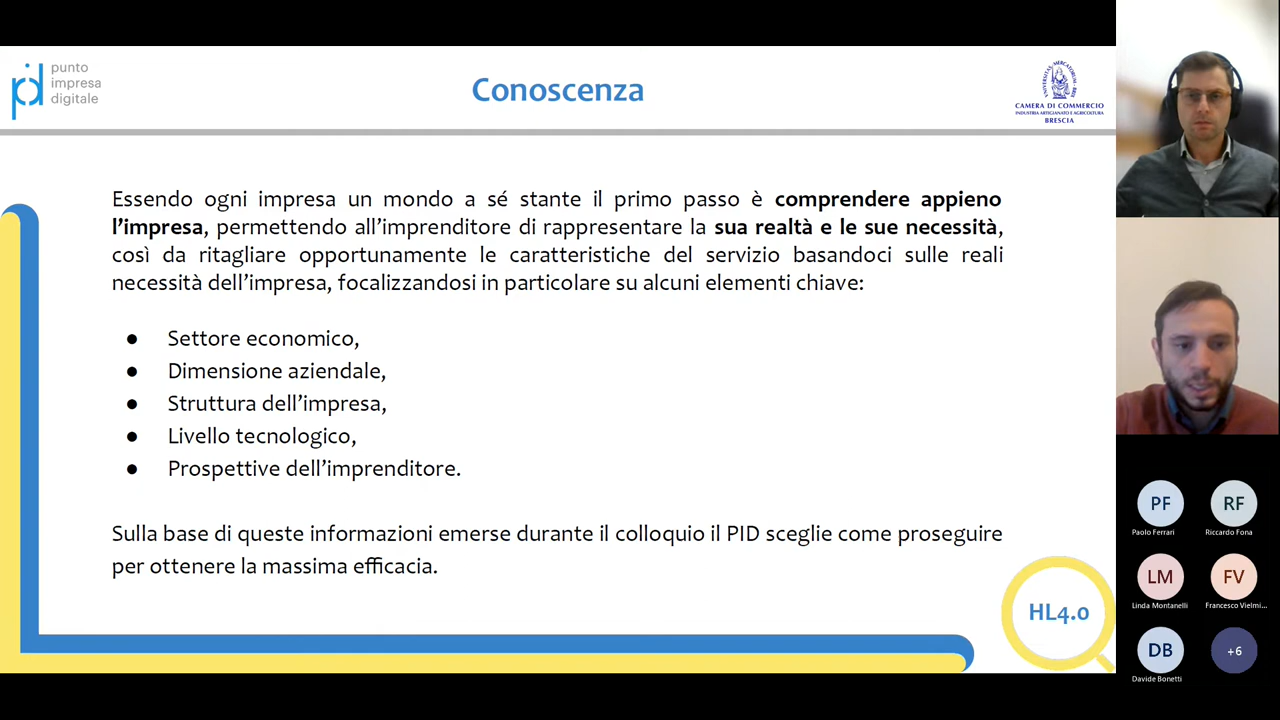 punto
impresa
digitale
Conoscenza
CAMERA DI COMMERCIO
INDUSTRIA ARTIGIANATO E AGRICOLTURA
BRESCIA
Essendo ogni impresa un mondo a sé stante il primo passo è comprendere appieno
l’impresa, permettendo all’imprenditore di rappresentare la sua realtà e le sue necessità,
così da ritagliare opportunamente le caratteristiche del servizio basandoci sulle reali
necessità dell’impresa, focalizzandosi in particolare su alcuni elementi chiave:
● Settore economico,
● Dimensione aziendale,
● Struttura dell’impresa,
● Livello tecnologico,
● Prospettive dell’imprenditore.
Sulla base di queste informazioni emerse durante il colloquio il PID sceglie come proseguire
per ottenere la massima efficacia.
HL4.0
PF
Paolo Ferrari
RF
Riccardo Fona
LM
Linda Montanelli
FV
Francesco Vielmi...
DB
Davide Bonetti
+6